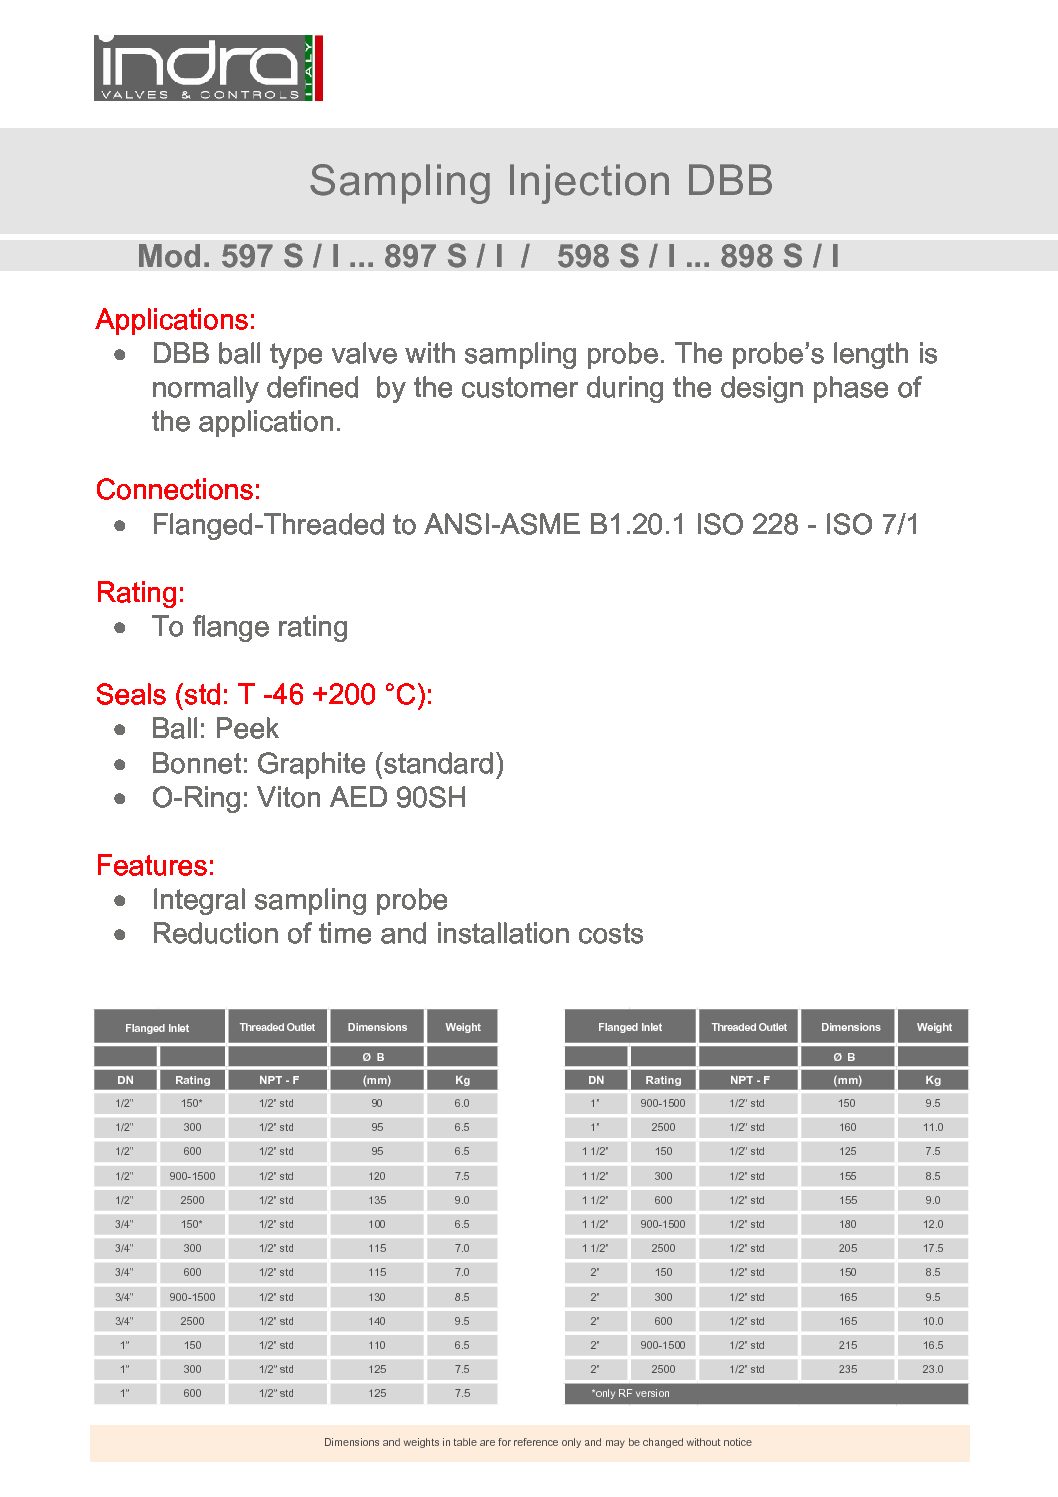 indra
ITALY
VALVES & CONTROLS
Sampling Injection DBB
Mod. 597 S / I ... 897 S / I / 598 S / I ... 898 S / I
Applications:
• DBB ball type valve with sampling probe. The probe's length is
normally defined by the customer during the design phase of
the application.
Connections:
• Flanged-Threaded to ANSI-ASME B1.20.1 ISO 228 - ISO 7/1
Rating:
• To flange rating
Seals (std: T -46 +200 °C):
• Ball: Peek
• Bonnet: Graphite (standard)
• O-Ring: Viton AED 90SH
Features:
• Integral sampling probe
• Reduction of time and installation costs
Flanged Inlet Threaded Outlet Dimensions Weight
Ø B
DN Rating NPT - F (mm) Kg
1/2" 150* 1/2" std 90 6.0
1/2" 300 1/2" std 95 6.5
1/2" 600 1/2" std 95 6.5
1/2" 900-1500 1/2" std 120 7.5
1/2" 2500 1/2" std 135 9.0
3/4" 150* 1/2" std 100 6.5
3/4" 300 1/2" std 115 7.0
3/4" 600 1/2" std 115 7.0
3/4" 900-1500 1/2" std 130 8.5
3/4" 2500 1/2" std 140 9.5
1" 150 1/2" std 110 6.5
1" 300 1/2" std 125 7.5
1" 600 1/2" std 125 7.5
Flanged Inlet Threaded Outlet Dimensions Weight
Ø B
DN Rating NPT - F (mm) Kg
1" 900-1500 1/2" std 150 9.5
1" 2500 1/2" std 160 11.0
1 1/2" 150 1/2" std 125 7.5
1 1/2" 300 1/2" std 155 8.5
1 1/2" 600 1/2" std 155 9.0
1 1/2" 900-1500 1/2" std 180 12.0
1 1/2" 2500 1/2" std 205 17.5
2" 150 1/2" std 150 8.5
2" 300 1/2" std 165 9.5
2" 600 1/2" std 165 10.0
2" 900-1500 1/2" std 215 16.5
2" 2500 1/2" std 235 23.0
*only RF version
Dimensions and weights in table are for reference only and may be changed without notice